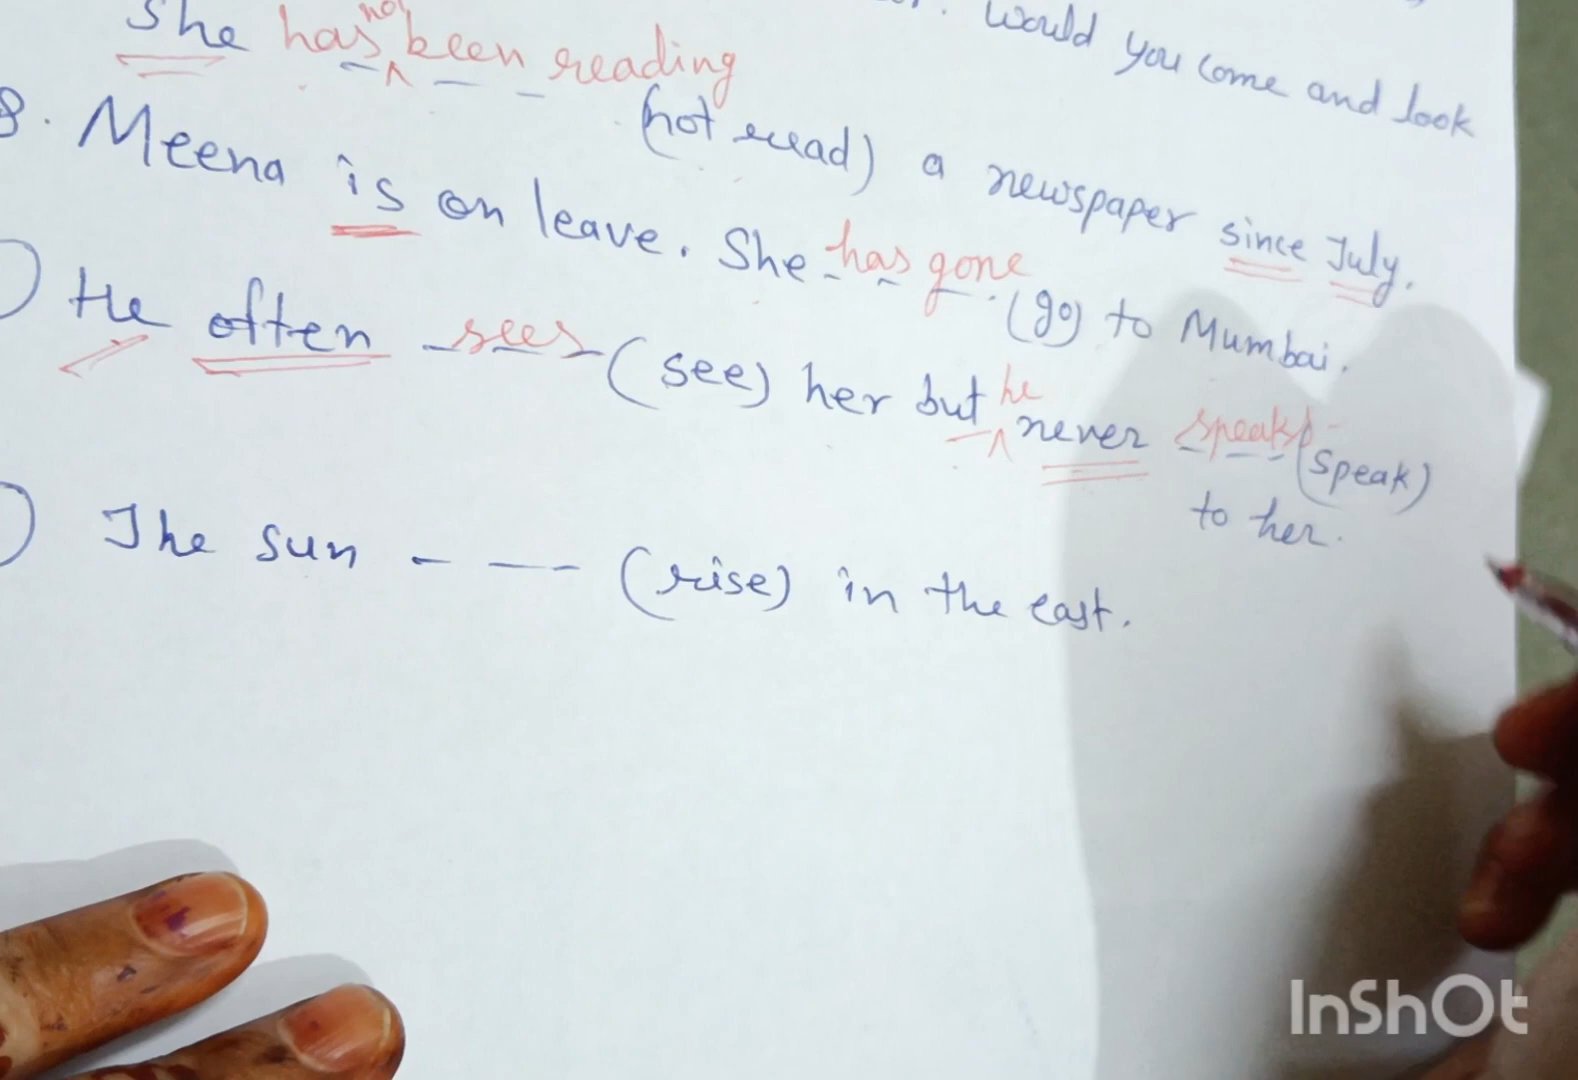 Would you come and look
She has not been reading
(not read) a newspaper since July.
8. Meena is on leave. She has gone (go) to Mumbai.
He often sees (see) her but he never speaks (speak)
to her.
The sun - — — (rise) in the east.
InShOt